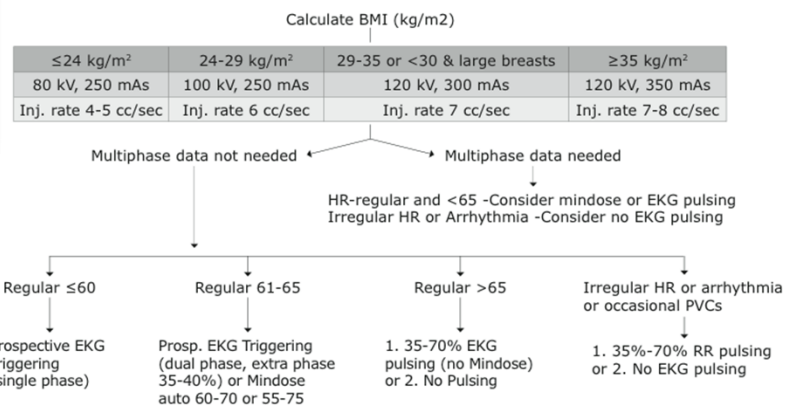 Calculate BMI (kg/m2)
≤24 kg/m² 24-29 kg/m² 29-35 or <30 & large breasts ≥35 kg/m²
80 kV, 250 mAs 100 kV, 250 mAs 120 kV, 300 mAs 120 kV, 350 mAs
Inj. rate 4-5 cc/sec Inj. rate 6 cc/sec Inj. rate 7 cc/sec Inj. rate 7-8 cc/sec
Multiphase data not needed
Multiphase data needed
HR-regular and <65 -Consider mindose or EKG pulsing
Irregular HR or Arrhythmia -Consider no EKG pulsing
Regular ≤60
rospective EKG
riggering
single phase)
Regular 61-65
Prosp. EKG Triggering
(dual phase, extra phase
35-40%) or Mindose
auto 60-70 or 55-75
Regular >65
1. 35-70% EKG
pulsing (no Mindose)
or 2. No Pulsing
Irregular HR or arrhythmia
or occasional PVCs
1. 35%-70% RR pulsing
or 2. No EKG pulsing